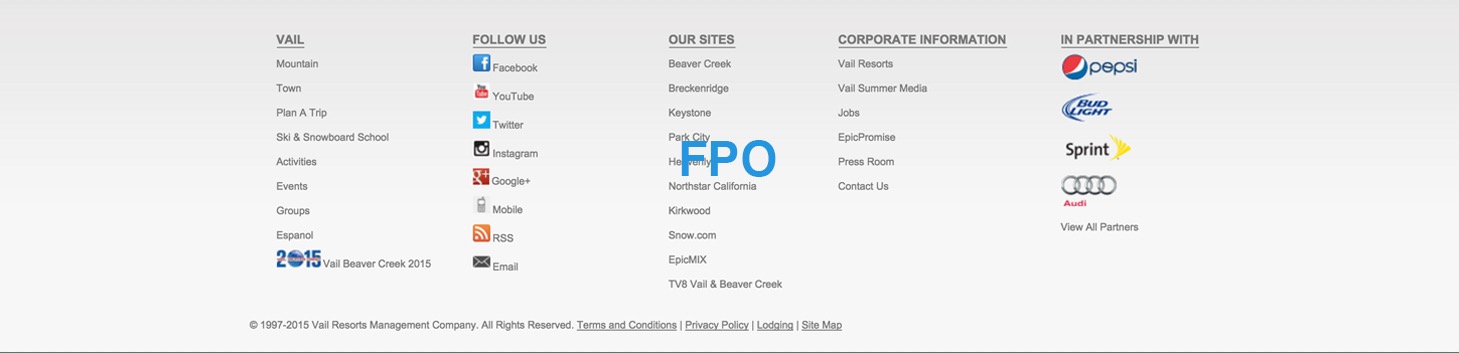 VAIL
Mountain
Town
Plan A Trip
Ski & Snowboard School
Activities
Events
Groups
Espanol
2015 Vail Beaver Creek 2015
FOLLOW US
Facebook
You Tube YouTube
Twitter
Instagram
g+ Google+
Mobile
RSS
Email
OUR SITES
Beaver Creek
Breckenridge
Keystone
Park City
Heavenly
FPO
Northstar California
Kirkwood
Snow.com
EpicMIX
TV8 Vail & Beaver Creek
CORPORATE INFORMATION
Vail Resorts
Vail Summer Media
Jobs
EpicPromise
Press Room
Contact Us
IN PARTNERSHIP WITH
pepsi
BUD
LIGHT
Sprint
Audi
View All Partners
© 1997-2015 Vail Resorts Management Company. All Rights Reserved. Terms and Conditions | Privacy Policy | Lodging | Site Map